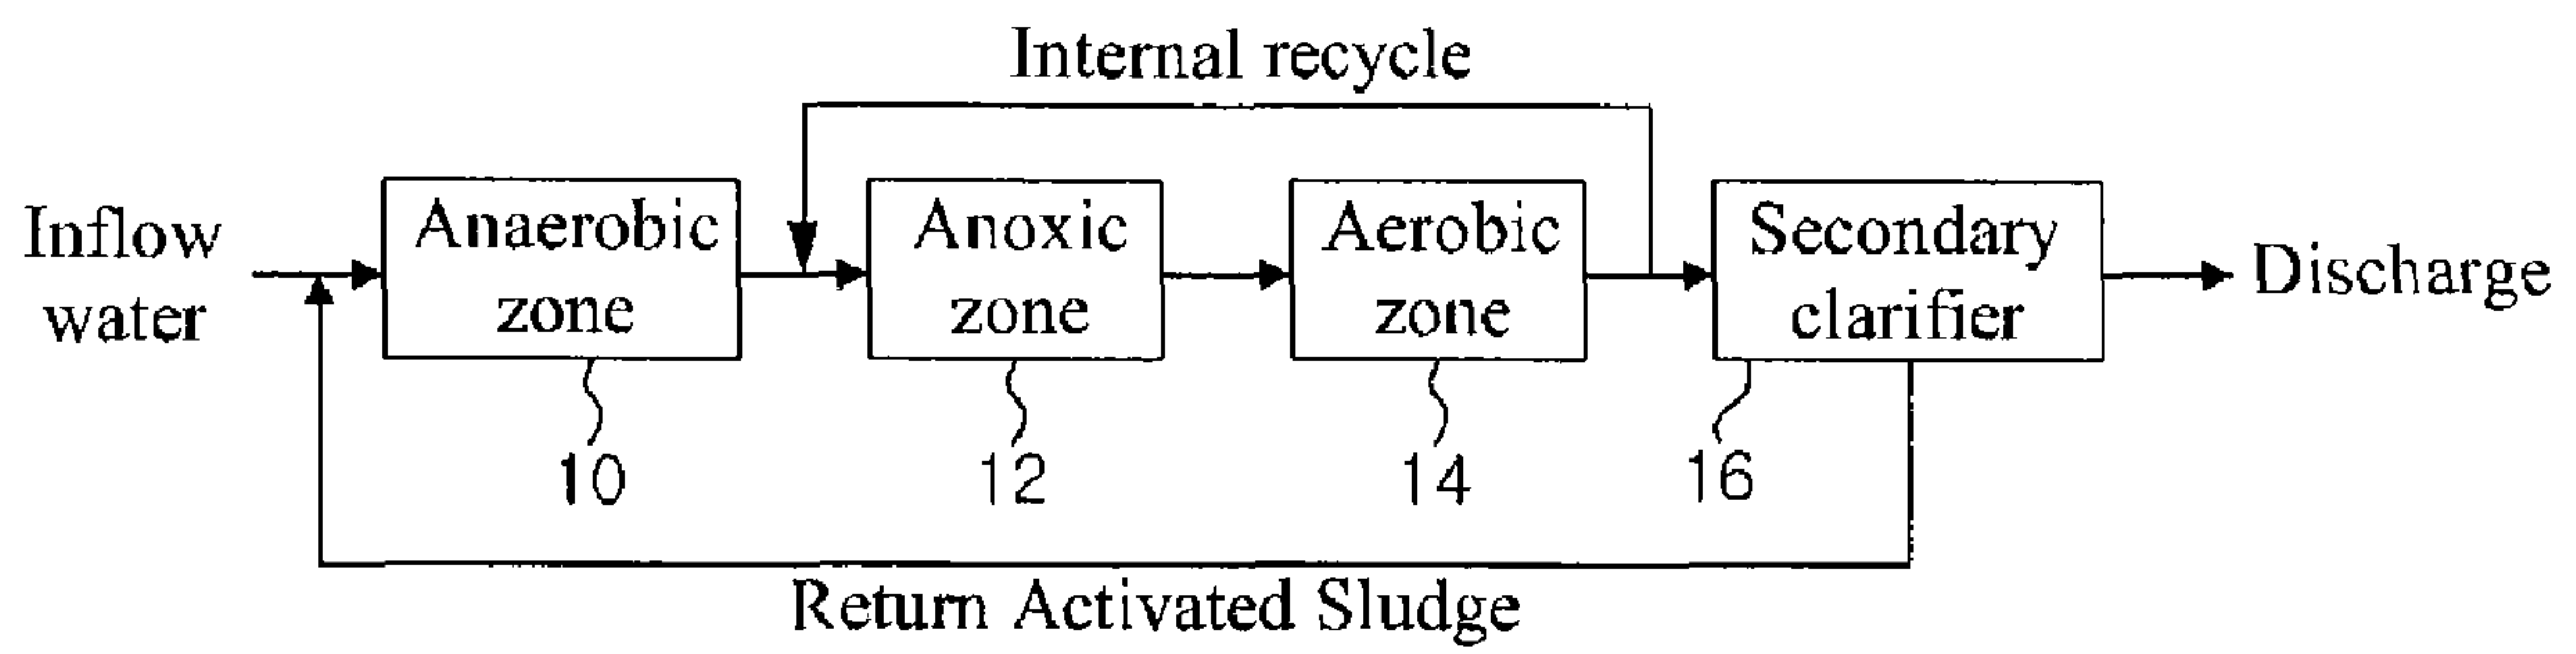 Internal recycle
Inflow
water
Anaerobic
zone
Anoxic
zone
Aerobic
zone
Secondary
clarifier
Discharge
10
12
14
16
Return Activated Sludge